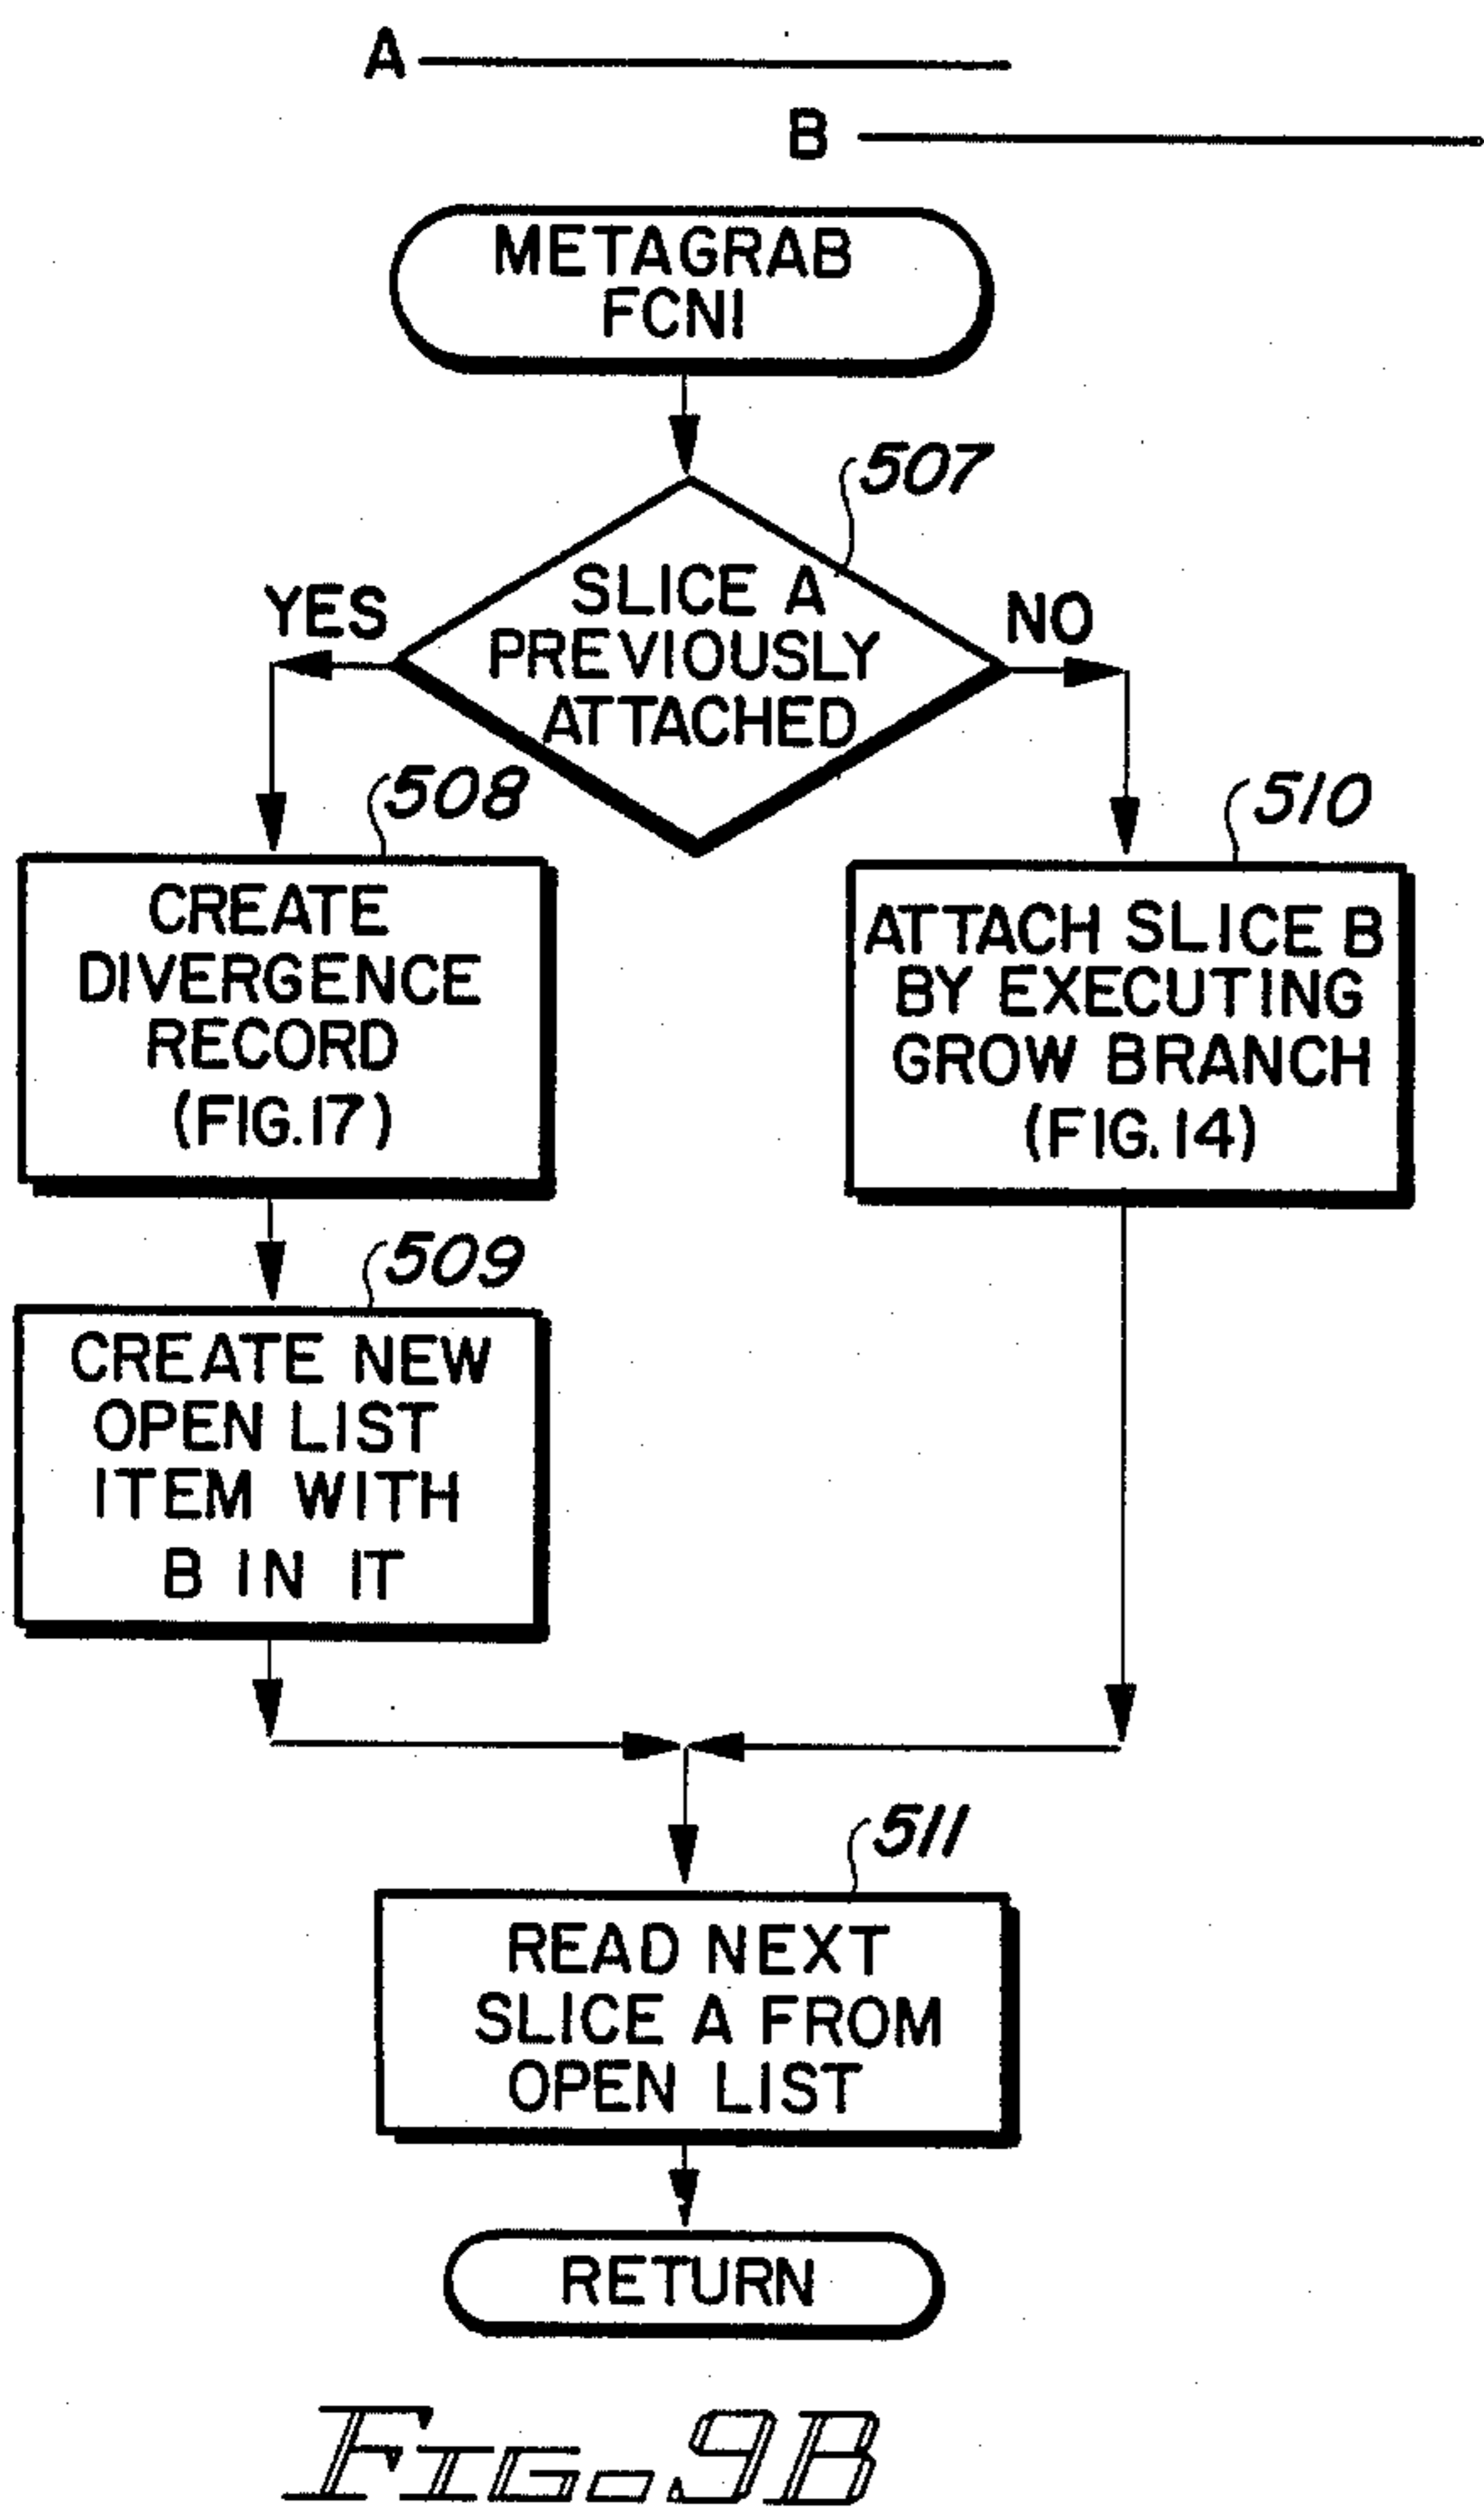 A
B
METAGRAB
FCNI
507
SLICE A
PREVIOUSLY
ATTACHED
YES
NO
508
CREATE
DIVERGENCE
RECORD
(FIG.17)
510
ATTACH SLICE B
BY EXECUTING
GROW BRANCH
(FIG.14)
509
CREATE NEW
OPEN LIST
ITEM WITH
B IN IT
511
READ NEXT
SLICE A FROM
OPEN LIST
RETURN
FIG. 9B